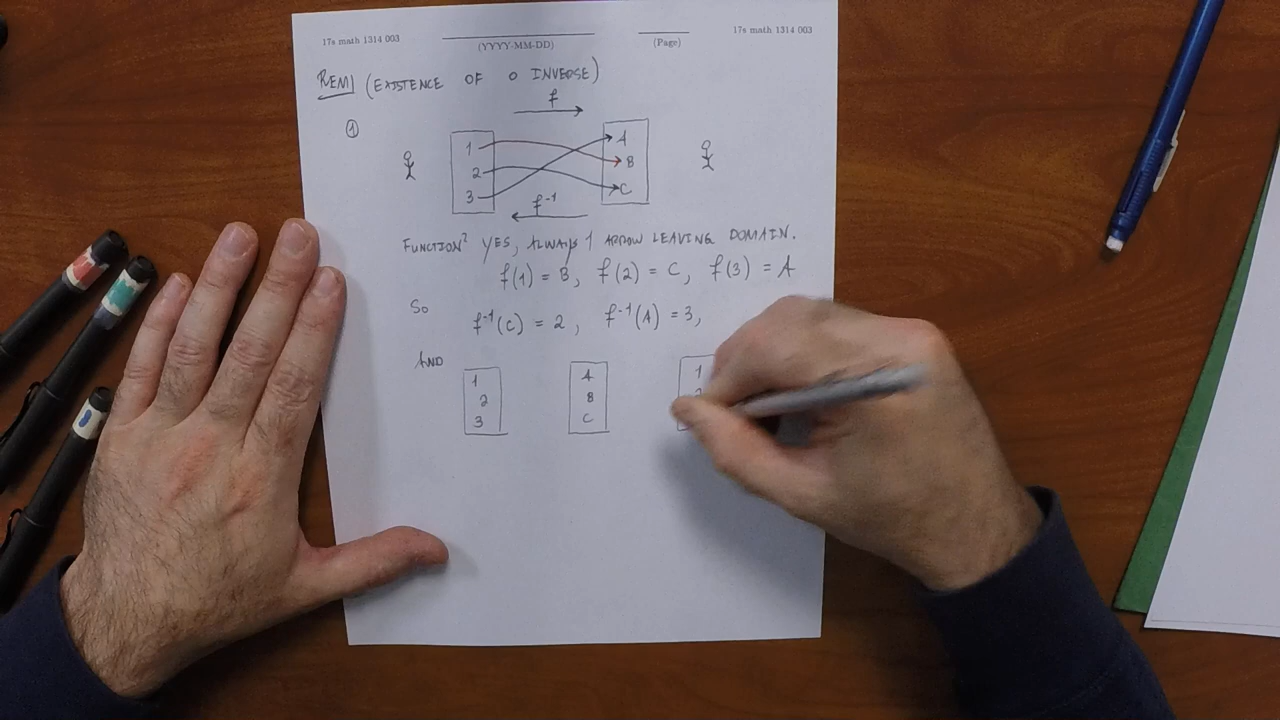 17s math 1314 003 (YYYY-MM-DD) (Page) 17s math 1314 003
REM (EXISTENCE OF INVERSE)
f
①
1 A
2 B
3 C
f⁻¹
FUNCTION? YES, ALWAYS 1 ARROW LEAVING DOMAIN.
f(1) = B, f(2) = C, f(3) = A
So f⁻¹(C) = 2, f⁻¹(A) = 3,
AND
1 A 1
2 B
3 C